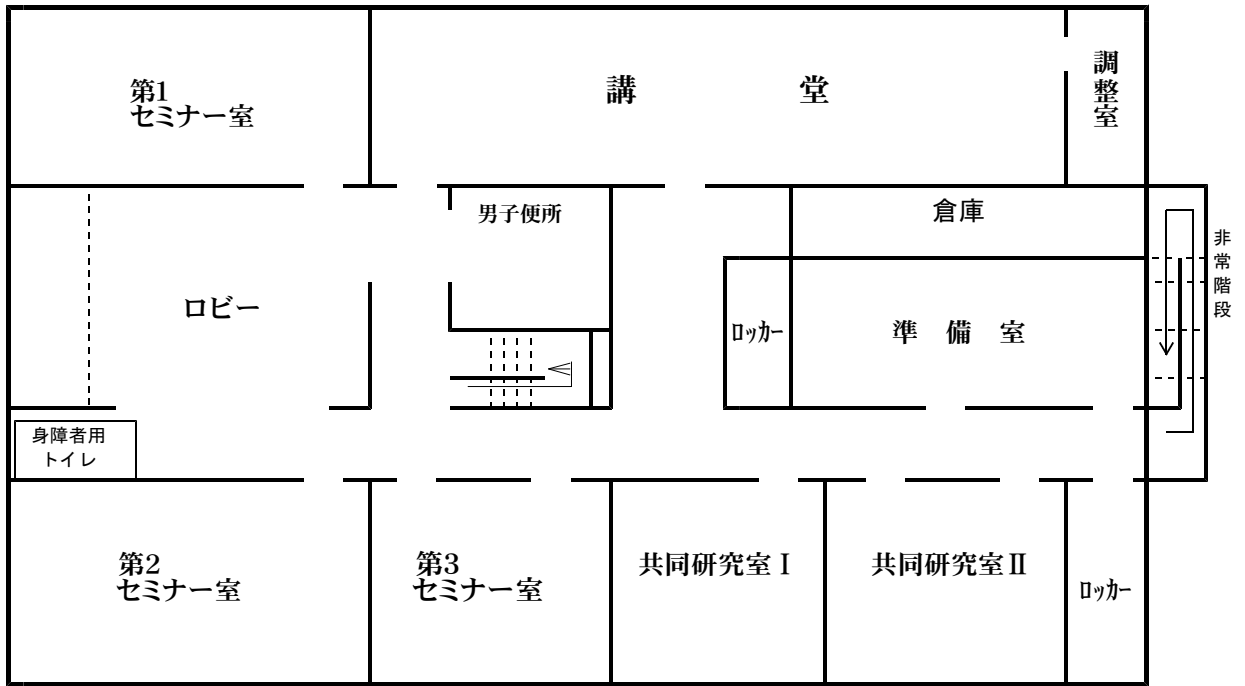 第1
セミナー室
講　堂
調整室
男子便所
倉庫
非常階段
ロビー
ロッカー
準　備　室
身障者用
トイレ
第2
セミナー室
第3
セミナー室
共同研究室Ⅰ
共同研究室Ⅱ
ロッカー